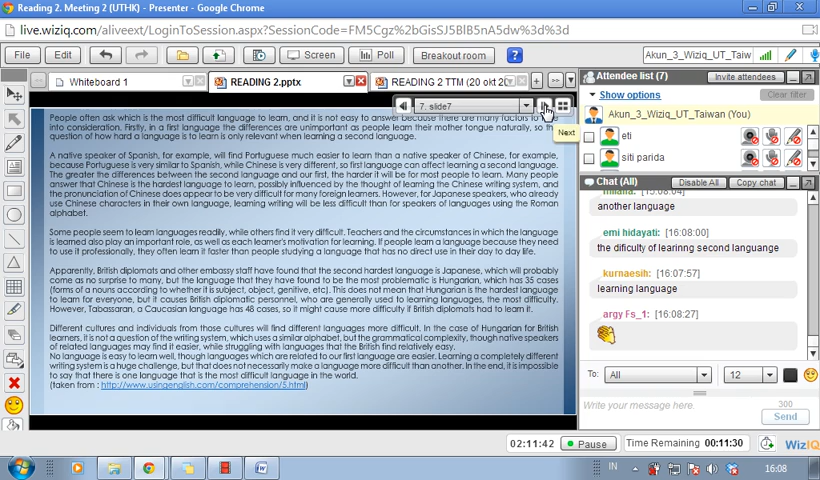 Reading 2. Meeting 2 (UTHK) - Presenter - Google Chrome
live.wiziq.com/aliveext/LoginToSession.aspx?SessionCode=FM5Cgz%2bGisSJ5BlB5nA5dw%3d%3d
File Edit Screen Poll Breakout room Akun_3_Wiziq_UT_Taiw
Whiteboard 1 READING 2.pptx READING 2 TTM (20 okt 20
7. slide7
Next
People often ask which is the most difficult language to learn, and it is not easy to answer because there are many factors to
into consideration. Firstly, in a first language the differences are unimportant as people learn their mother tongue naturally, so
question of how hard a language is to learn is only relevant when learning a second language.
A native speaker of Spanish, for example, will find Portuguese much easier to learn than a native speaker of Chinese, for example,
because Portuguese is very similar to Spanish, while Chinese is very different, so first language can affect learning a second language.
The greater the differences between the second language and our first, the harder it will be for most people to learn. Many people
answer that Chinese is the hardest language to learn, possibly influenced by the thought of learning the Chinese writing system, and
the pronunciation of Chinese does appear to be very difficult for many foreign learners. However, for Japanese speakers, who already
use Chinese characters in their own language, learning writing will be less difficult than for speakers of languages using the Roman
alphabet.
Some people seem to learn languages readily, while others find it very difficult. Teachers and the circumstances in which the language
is learned also play an important role, as well as each learner's motivation for learning. If people learn a language because they need
to use it professionally, they often learn it faster than people studying a language that has no direct use in their day to day life.
Apparently, British diplomats and other embassy staff have found that the second hardest language is Japanese, which will probably
come as no surprise to many, but the language that they have found to be the most problematic is Hungarian, which has 35 cases
(forms of a nouns according to whether it is subject, object, genitive, etc). This does not mean that Hungarian is the hardest language
to learn for everyone, but it causes British diplomatic personnel, who are generally used to learning languages, the most difficulty.
However, Tabassaran, a Caucasian language has 48 cases, so it might cause more difficulty if British diplomats had to learn it.
Different cultures and individuals from those cultures will find different languages more difficult. In the case of Hungarian for British
learners, it is not a question of the writing system, which uses a similar alphabet, but the grammatical complexity, though native speakers
of related languages may find it easier, while struggling with languages that the British find relatively easy.
No language is easy to learn well, though languages which are related to our first language are easier. Learning a completely different
writing system is a huge challenge, but that does not necessarily make a language more difficult than another. In the end, it is impossible
to say that there is one language that is the most difficult language in the world.
(taken from : http://www.usingenglish.com/comprehension/5.html)
Attendee list (7) Invite attendees
Show options Clear filter
Akun_3_Wiziq_UT_Taiwan (You)
eti
siti parida
Chat (All) Disable All Copy chat
another language
emi hidayati: (16:08:00)
the dificulty of learinng second languange
kurnaesih: (16:07:57)
learning language
argy Fs_1: (16:08:27)
To: All 12
Write your message here... 300
Send
02:11:42 Pause Time Remaining 00:11:30 WizIQ
IN 16:08